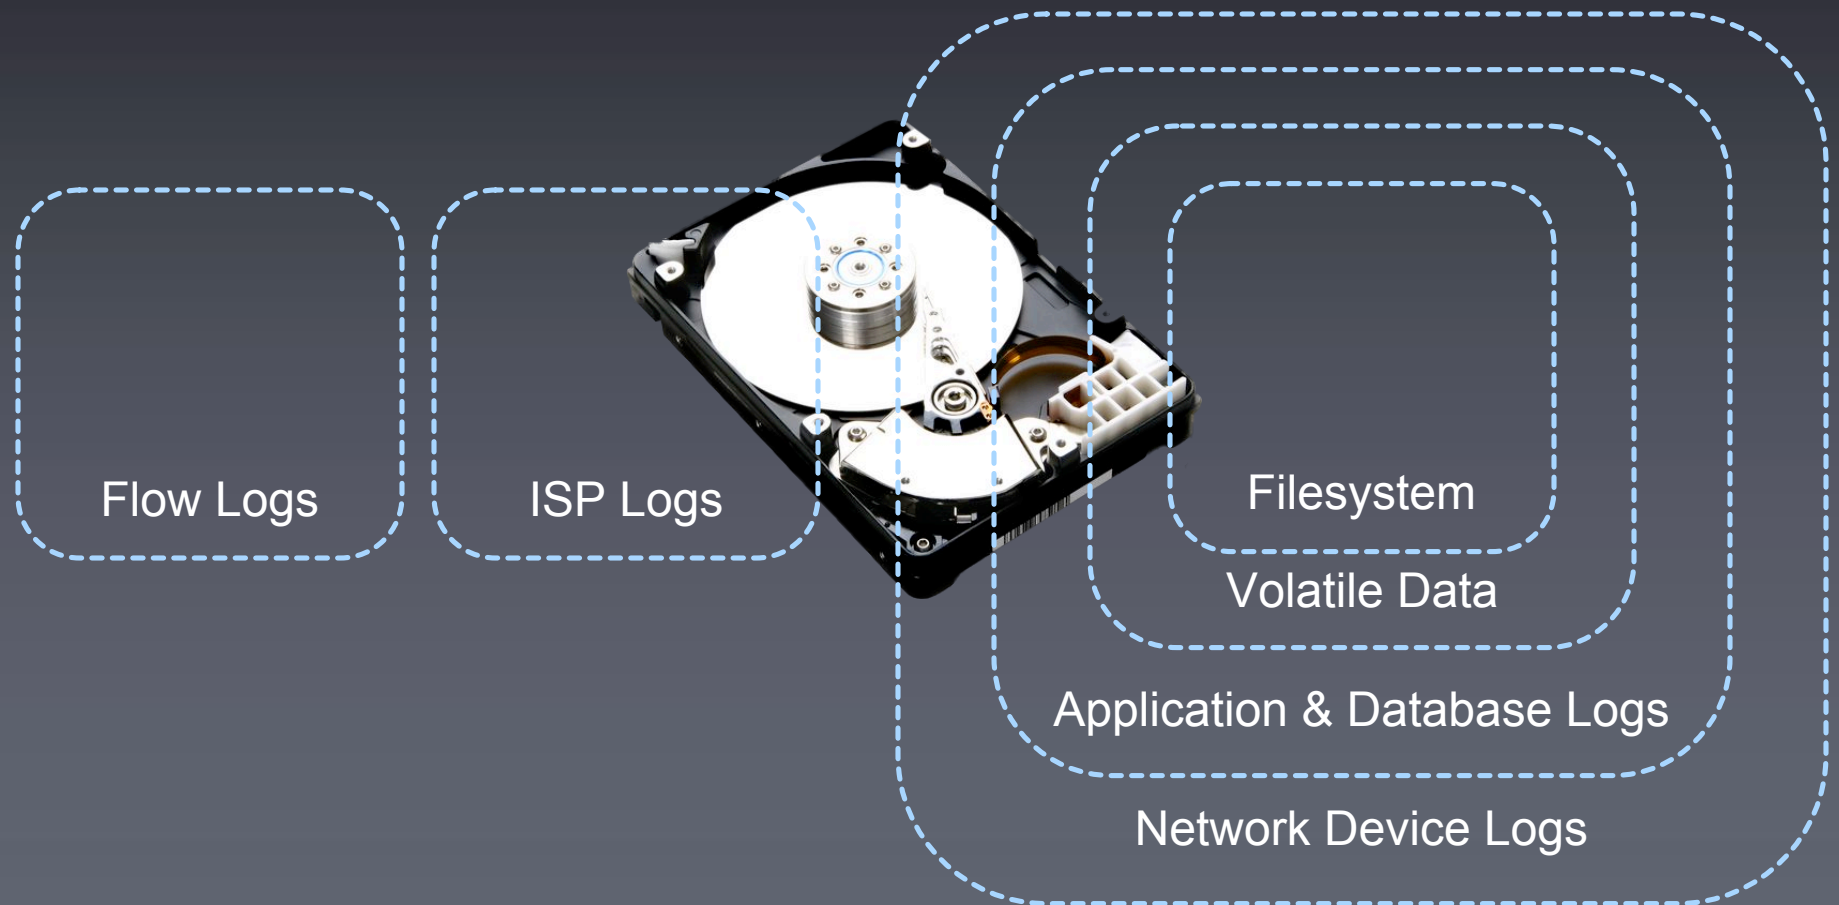 Flow Logs
ISP Logs
Filesystem
Volatile Data
Application & Database Logs
Network Device Logs